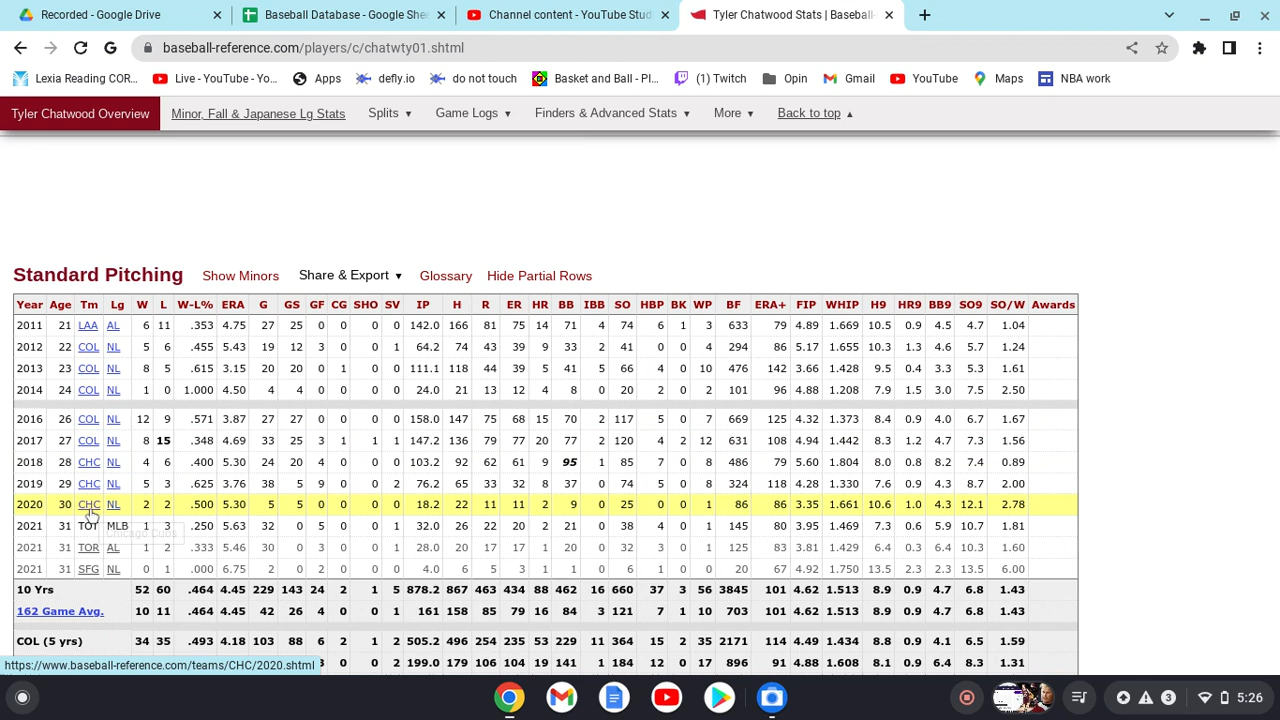 Recorded - Google Drive
Baseball Database - Google Shee
Channel content - YouTube Stud
Tyler Chatwood Stats | Baseball-
baseball-reference.com/players/c/chatwty01.shtml
Lexia Reading COR... Live - YouTube - Yo... Apps defly.io do not touch Basket and Ball - Pl... (1) Twitch Opin Gmail YouTube Maps NBA work
Tyler Chatwood Overview Minor, Fall & Japanese Lg Stats Splits ▼ Game Logs ▼ Finders & Advanced Stats ▼ More ▼ Back to top ▲
Standard Pitching Show Minors Share & Export ▼ Glossary Hide Partial Rows
Year Age Tm Lg W L W-L% ERA G GS GF CG SHO SV IP H R ER HR BB IBB SO HBP BK WP BF ERA+ FIP WHIP H9 HR9 BB9 SO9 SO/W Awards
2011 21 LAA AL 6 11 .353 4.75 27 25 0 0 0 0 142.0 166 81 75 14 71 4 74 6 1 3 633 79 4.89 1.669 10.5 0.9 4.5 4.7 1.04
2012 22 COL NL 5 6 .455 5.43 19 12 3 0 0 1 64.2 74 43 39 9 33 2 41 0 0 4 294 86 5.17 1.655 10.3 1.3 4.6 5.7 1.24
2013 23 COL NL 8 5 .615 3.15 20 20 0 1 0 0 111.1 118 44 39 5 41 5 66 4 0 10 476 142 3.66 1.428 9.5 0.4 3.3 5.3 1.61
2014 24 COL NL 1 0 1.000 4.50 4 4 0 0 0 0 24.0 21 13 12 4 8 0 20 2 0 2 101 96 4.88 1.208 7.9 1.5 3.0 7.5 2.50
2016 26 COL NL 12 9 .571 3.87 27 27 0 0 0 0 158.0 147 75 68 15 70 2 117 5 0 7 669 125 4.32 1.373 8.4 0.9 4.0 6.7 1.67
2017 27 COL NL 8 15 .348 4.69 33 25 3 1 1 1 147.2 136 79 77 20 77 2 120 4 2 12 631 108 4.94 1.442 8.3 1.2 4.7 7.3 1.56
2018 28 CHC NL 4 6 .400 5.30 24 20 4 0 0 0 103.2 92 62 61 9 95 1 85 7 0 8 486 79 5.60 1.804 8.0 0.8 8.2 7.4 0.89
2019 29 CHC NL 5 3 .625 3.76 38 5 9 0 0 2 76.2 65 33 32 8 37 0 74 5 0 8 324 118 4.28 1.330 7.6 0.9 4.3 8.7 2.00
2020 30 CHC NL 2 2 .500 5.30 5 5 0 0 0 0 18.2 22 11 11 2 9 0 25 0 0 1 86 86 3.35 1.661 10.6 1.0 4.3 12.1 2.78
2021 31 TOT MLB 1 3 .250 5.63 32 0 5 0 0 1 32.0 26 22 20 2 21 0 38 4 0 1 145 80 3.95 1.469 7.3 0.6 5.9 10.7 1.81
Chicago Cubs
2021 31 TOR AL 1 2 .333 5.46 30 0 3 0 0 0 28.0 20 17 17 1 20 0 32 3 0 1 125 83 3.81 1.429 6.4 0.3 6.4 10.3 1.60
2021 31 SFG NL 0 1 .000 6.75 2 0 2 0 0 1 4.0 6 5 3 1 1 0 6 1 0 0 20 67 4.92 1.750 13.5 2.3 2.3 13.5 6.00
10 Yrs 52 60 .464 4.45 229 143 24 2 1 5 878.2 867 463 434 88 462 16 660 37 3 56 3845 101 4.62 1.513 8.9 0.9 4.7 6.8 1.43
162 Game Avg. 10 11 .464 4.45 42 26 4 0 0 1 161 158 85 79 16 84 3 121 7 1 10 703 101 4.62 1.513 8.9 0.9 4.7 6.8 1.43
COL (5 yrs) 34 35 .493 4.18 103 88 6 2 1 2 505.2 496 254 235 53 229 11 364 15 2 35 2171 114 4.49 1.434 8.8 0.9 4.1 6.5 1.59
0 0 2 199.0 179 106 104 19 141 1 184 12 0 17 896 91 4.88 1.608 8.1 0.9 6.4 8.3 1.31
https://www.baseball-reference.com/teams/CHC/2020.shtml
3 5:26